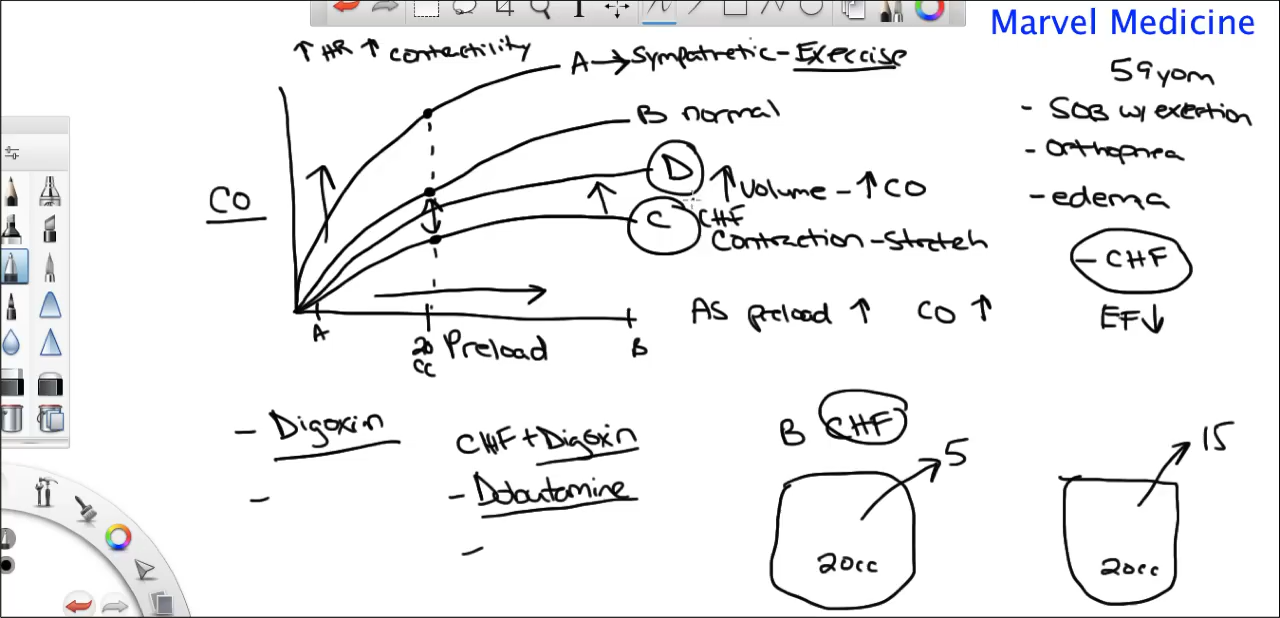 Marvel Medicine
↑ HR ↑ contractility
A → Sympathetic - Exercise
B normal
D
↑ Volume - ↑ CO
C CHF
Contraction - Stretch
CO
A
20
cc
Preload
B
As preload ↑ CO ↑
59 yom
- SOB w/ exertion
- Orthopnea
- edema
- CHF
EF ↓
- Digoxin
-
CHF + Digoxin
- Dobutamine
-
B CHF
5
20cc
15
20cc